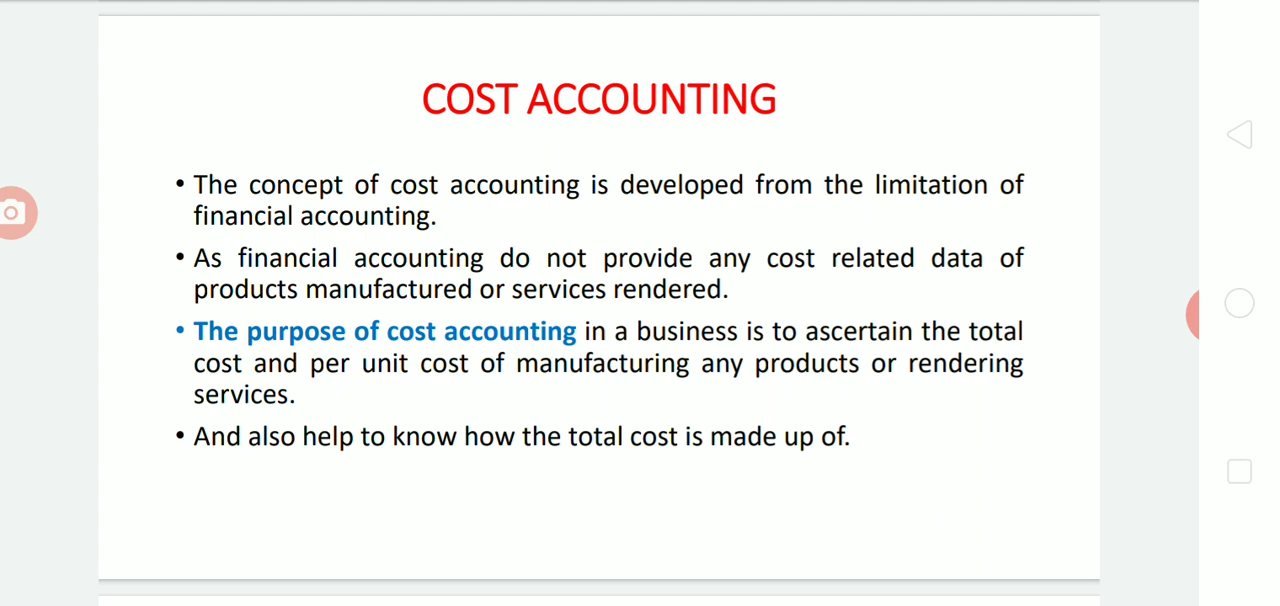 COST ACCOUNTING
• The concept of cost accounting is developed from the limitation of
financial accounting.
• As financial accounting do not provide any cost related data of
products manufactured or services rendered.
• The purpose of cost accounting in a business is to ascertain the total
cost and per unit cost of manufacturing any products or rendering
services.
• And also help to know how the total cost is made up of.